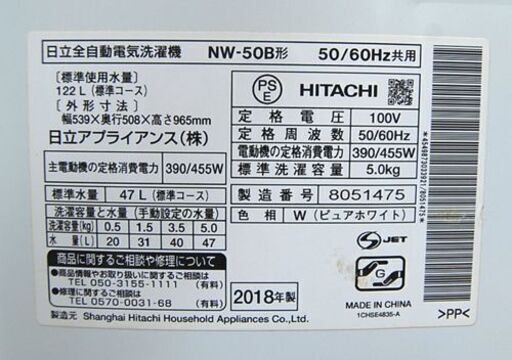 日立全自動電気洗濯機 NW-50B形 50/60Hz共用
〔標準使用水量〕
122L(標準コース)
〔外形寸法〕
幅539×奥行508×高さ965mm
日立アプライアンス(株)
主電動機の定格消費電力 390/455W
標準水量 47L(標準コース)
洗濯容量と水量(手動設定の水量)
洗濯容量(kg) 0.5 1.5 3.5 5.0
水量(L) 20 31 40 47
商品に関するご相談や修理について
商品情報やお取り扱いに関するご相談
TEL 050-3155-1111
修理などに関するご相談
TEL 0570-0031-68 (有料)
製造元: Shanghai Hitachi Household Appliances Co.,Ltd.
PSE HITACHI
定格電圧 100V
定格周波数 50/60Hz
電動機の定格消費電力 390/455W
標準洗濯容量 5.0kg
製造番号 8051475
色相 W(ピュアホワイト)
2018年製
S JET
G
MADE IN CHINA
1CHSE4835-A
>PP<